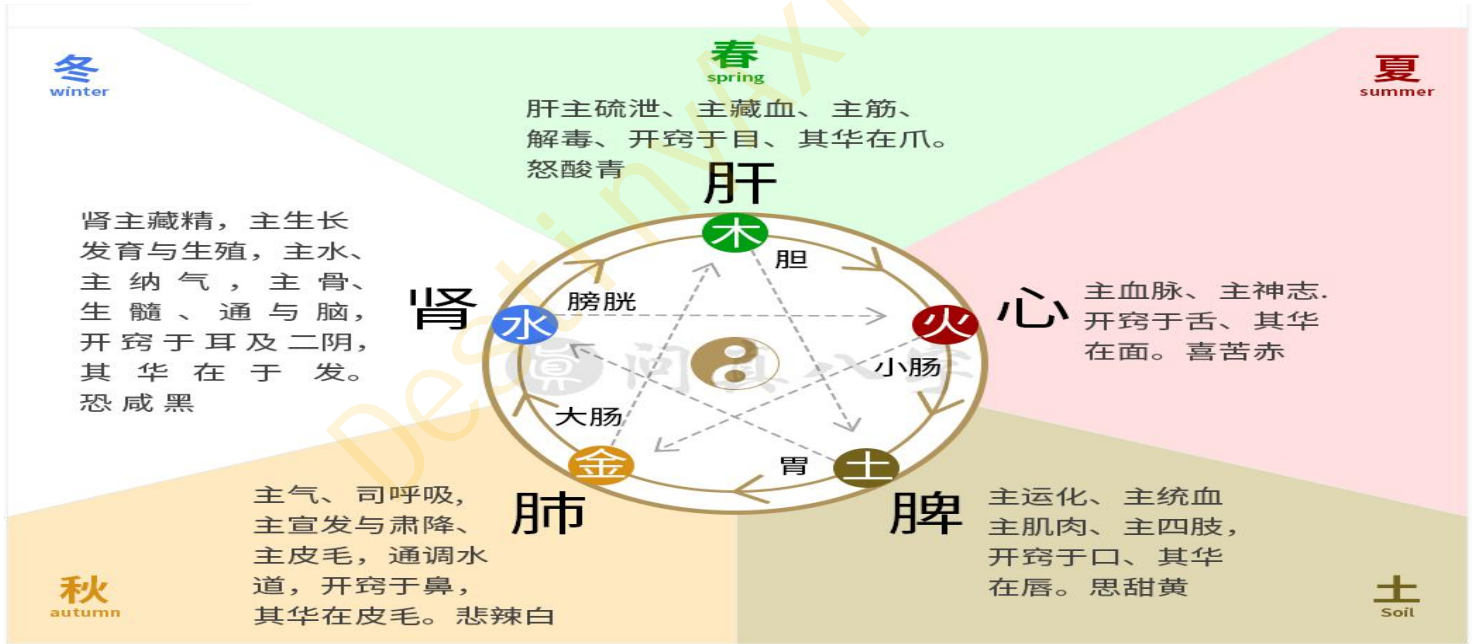 春
spring
肝主硫泄、主藏血、主筋、
解毒、开窍于目、其华在爪。
怒酸青
肝
木
胆
夏
summer
主血脉、主神志.
开窍于舌、其华
在面。喜苦赤
心
火
小肠
土
Soil
主运化、主统血
主肌肉、主四肢，
开窍于口、其华
在唇。思甜黄
脾
土
胃
秋
autumn
主气、司呼吸,
主宣发与肃降、
主皮毛，通调水
道，开窍于鼻，
其华在皮毛。悲辣白
肺
金
大肠
冬
winter
肾主藏精，主生长
发育与生殖，主水、
主纳气，主骨、
生髓、通与脑，
开窍于耳及二阴，
其华在于发。
恐咸黑
肾
水
膀胱
真 问真八字
DestinyAxi